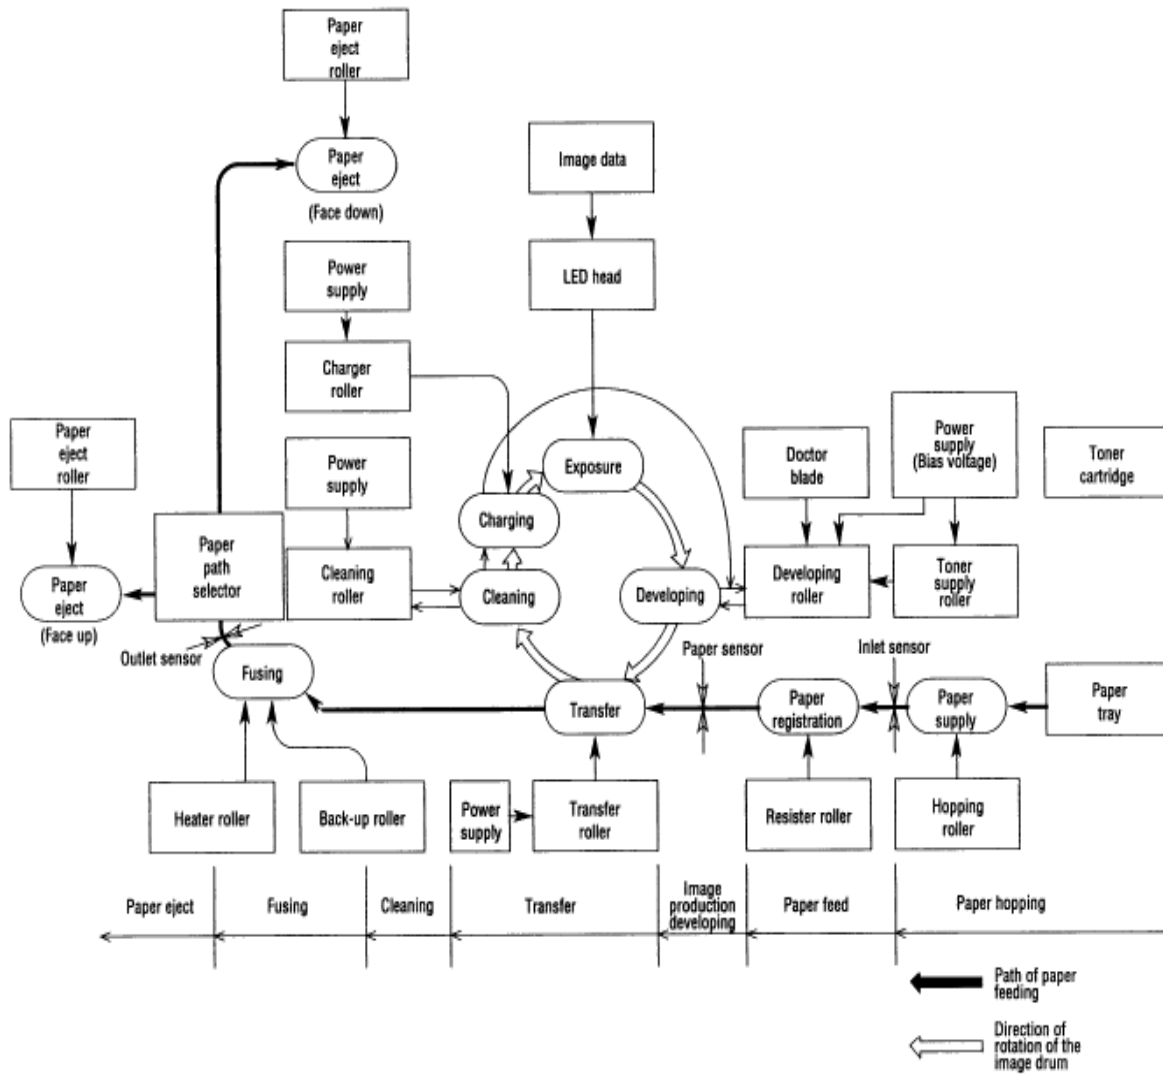 Paper
eject
roller
Paper
eject
(Face down)
Image data
Power
supply
LED head
Charger
roller
Paper
eject
roller
Power
supply
Exposure
Doctor
blade
Power
supply
(Bias voltage)
Toner
cartridge
Charging
Paper
path
selector
Cleaning
roller
Cleaning
Developing
Developing
roller
Toner
supply
roller
Paper
eject
(Face up)
Outlet sensor
Fusing
Paper sensor
Inlet sensor
Transfer
Paper
registration
Paper
supply
Paper
tray
Heater roller
Back-up roller
Power
supply
Transfer
roller
Resister roller
Hopping
roller
Paper eject
Fusing
Cleaning
Transfer
Image
production
developing
Paper feed
Paper hopping
Path of paper
feeding
Direction of
rotation of the
image drum